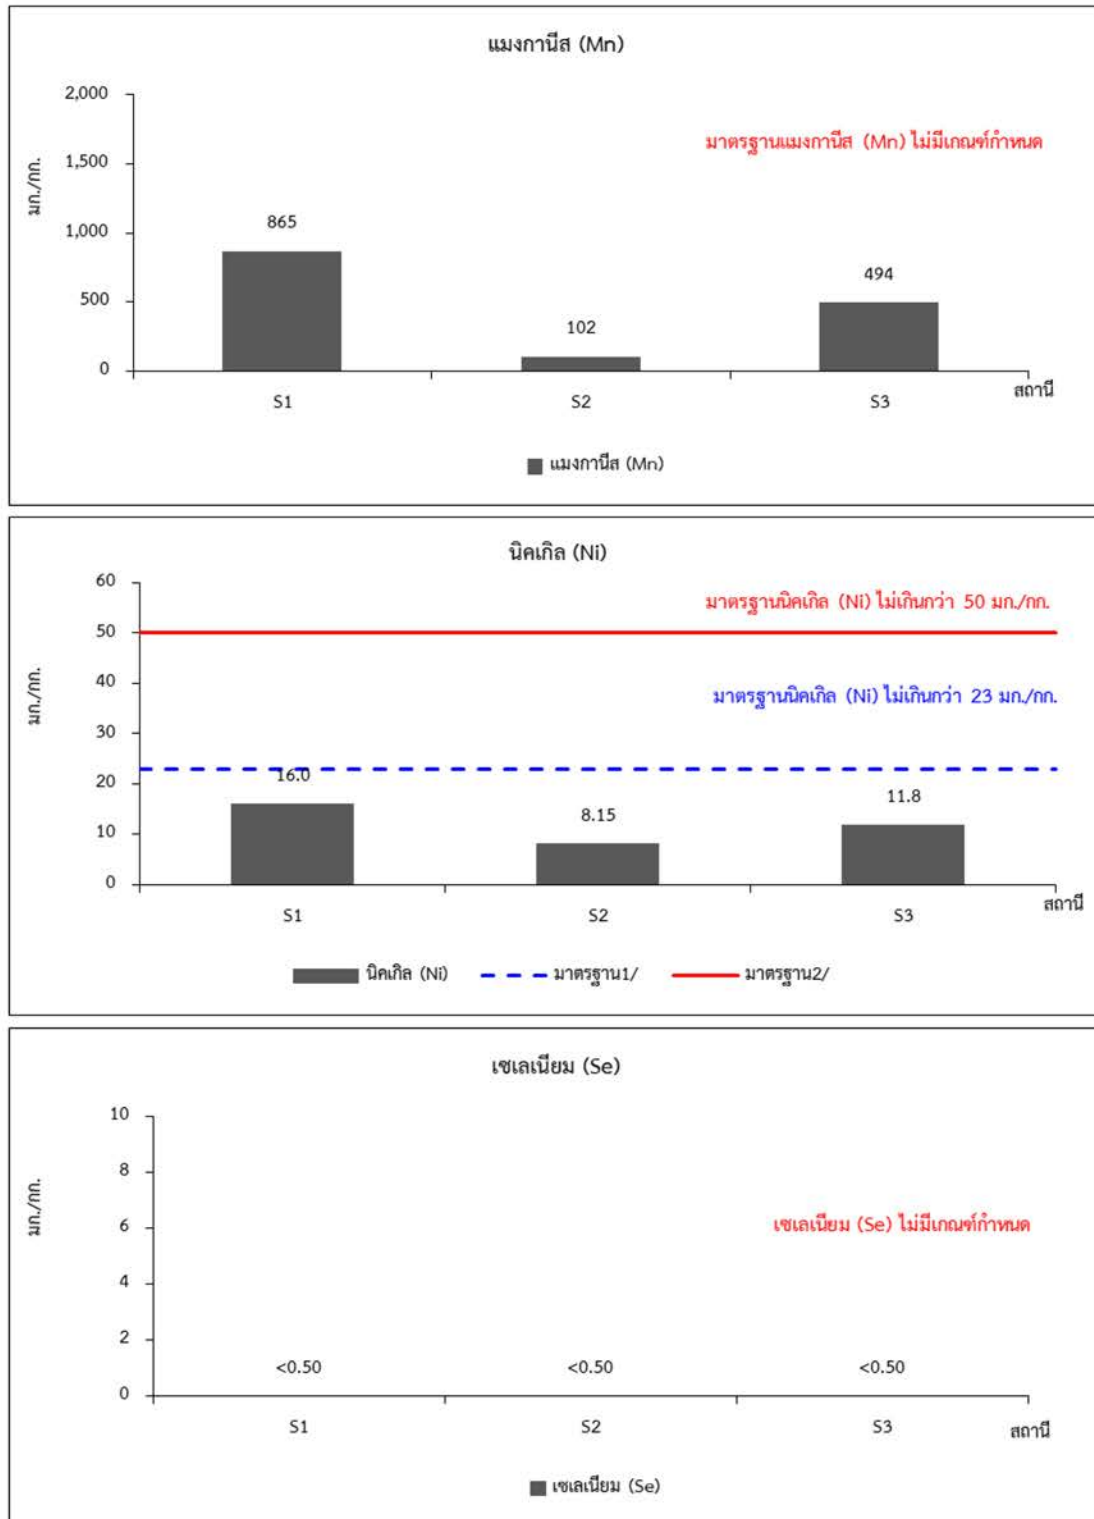 แมงกานีส (Mn)
2,000
มาตรฐานแมงกานีส (Mn) ไม่มีเกณฑ์กำหนด
1,500
มก./กก.
1,000
865
500
494
102
0
S1
S2
S3
สถานี
แมงกานีส (Mn)
นิคเกิล (Ni)
60
มาตรฐานนิคเกิล (Ni) ไม่เกินกว่า 50 มก./กก.
50
มก./กก.
40
มาตรฐานนิคเกิล (Ni) ไม่เกินกว่า 23 มก./กก.
30
20
16.0
11.8
8.15
10
0
S1
S2
S3
สถานี
นิคเกิล (Ni)
มาตรฐาน1/
มาตรฐาน2/
เซเลเนียม (Se)
10
8
มก./กก.
6
เซเลเนียม (Se) ไม่มีเกณฑ์กำหนด
4
2
<0.50
<0.50
<0.50
0
S1
S2
S3
สถานี
เซเลเนียม (Se)